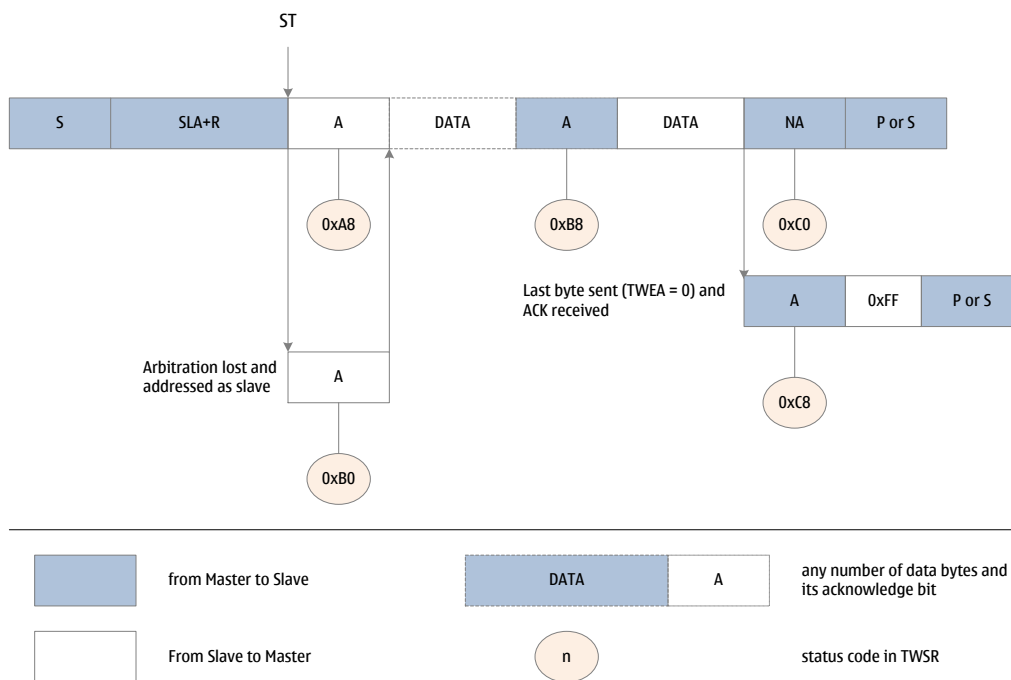 ST
S
SLA+R
A
DATA
A
DATA
NA
P or S
0xA8
0xB8
0xC0
Last byte sent (TWEA = 0) and
ACK received
A
0xFF
P or S
Arbitration lost and
addressed as slave
A
0xC8
0xB0
from Master to Slave
DATA
A
any number of data bytes and
its acknowledge bit
From Slave to Master
n
status code in TWSR